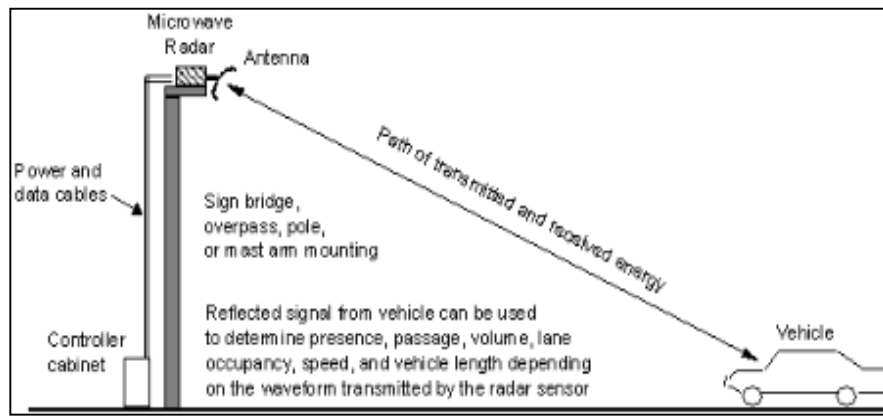 Microwave
Radar
Antenna
Path of transmitted and received energy
Power and
data cables
Sign bridge,
overpass, pole,
or mast arm mounting
Reflected signal from vehicle can be used
to determine presence, passage, volume, lane
occupancy, speed, and vehicle length depending
on the waveform transmitted by the radar sensor
Controller
cabinet
Vehicle